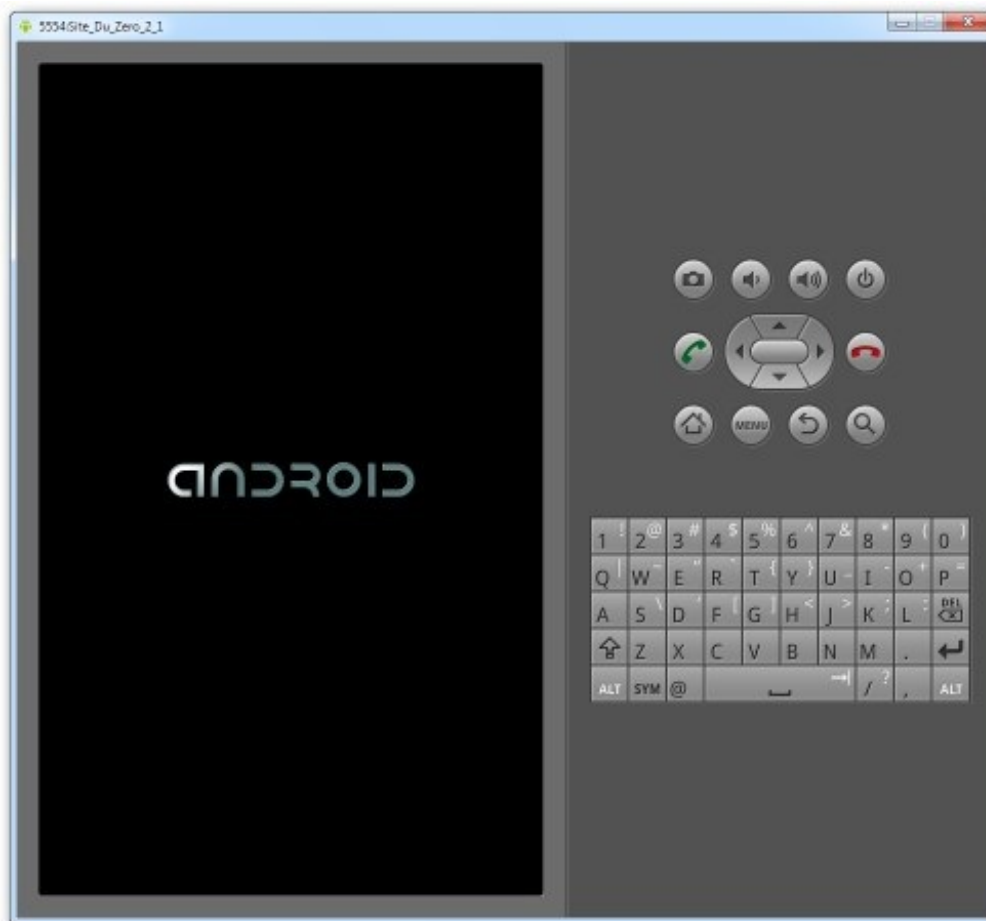 5554:Site_Du_Zero_2_1
ANDROID
MENU
1 ! 2 @ 3 # 4 $ 5 % 6 ^ 7 & 8 * 9 ( 0 )
Q | W ~ E " R ` T { Y } U _ I - O + P =
A S \ D ' F [ G ] H < J > K ; L : DEL
Z X C V B N M .
ALT SYM @ / ? , ALT